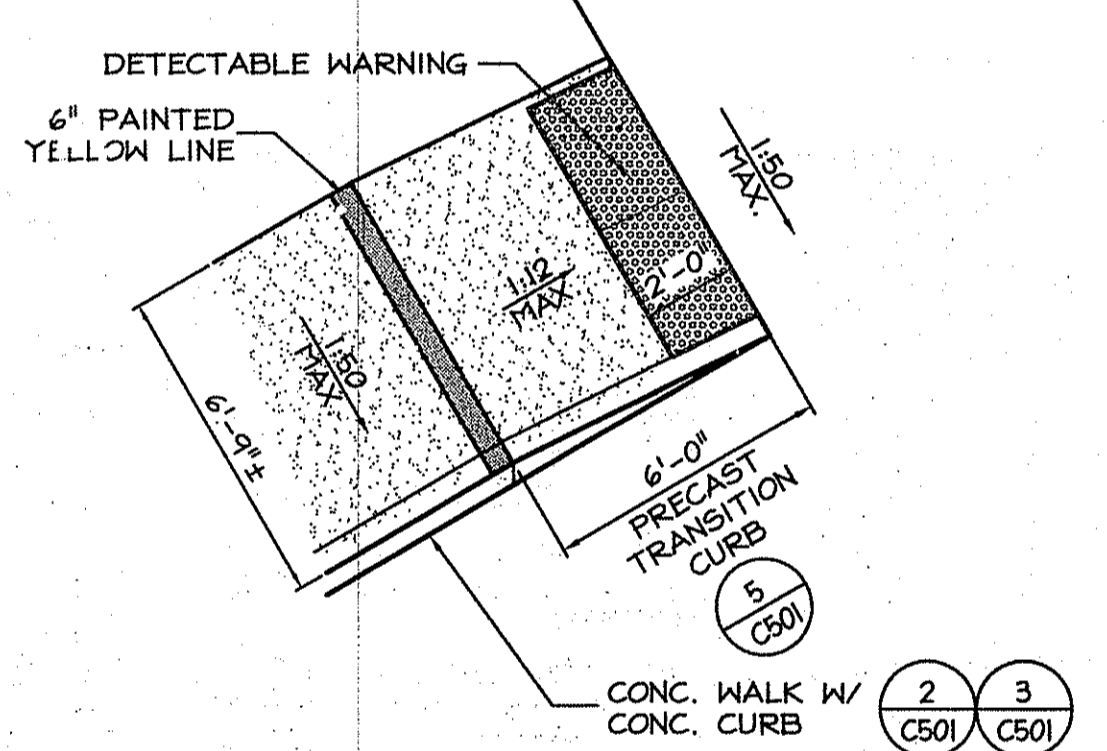 DETECTABLE WARNING
6" PAINTED
YELLOW LINE
1:50
MAX.
1:12
MAX.
2'-0"
1:50
MAX.
6'-9"±
6'-0"
PRECAST
TRANSITION
CURB
5
C501
CONC. WALK W/
CONC. CURB
2
C501
3
C501